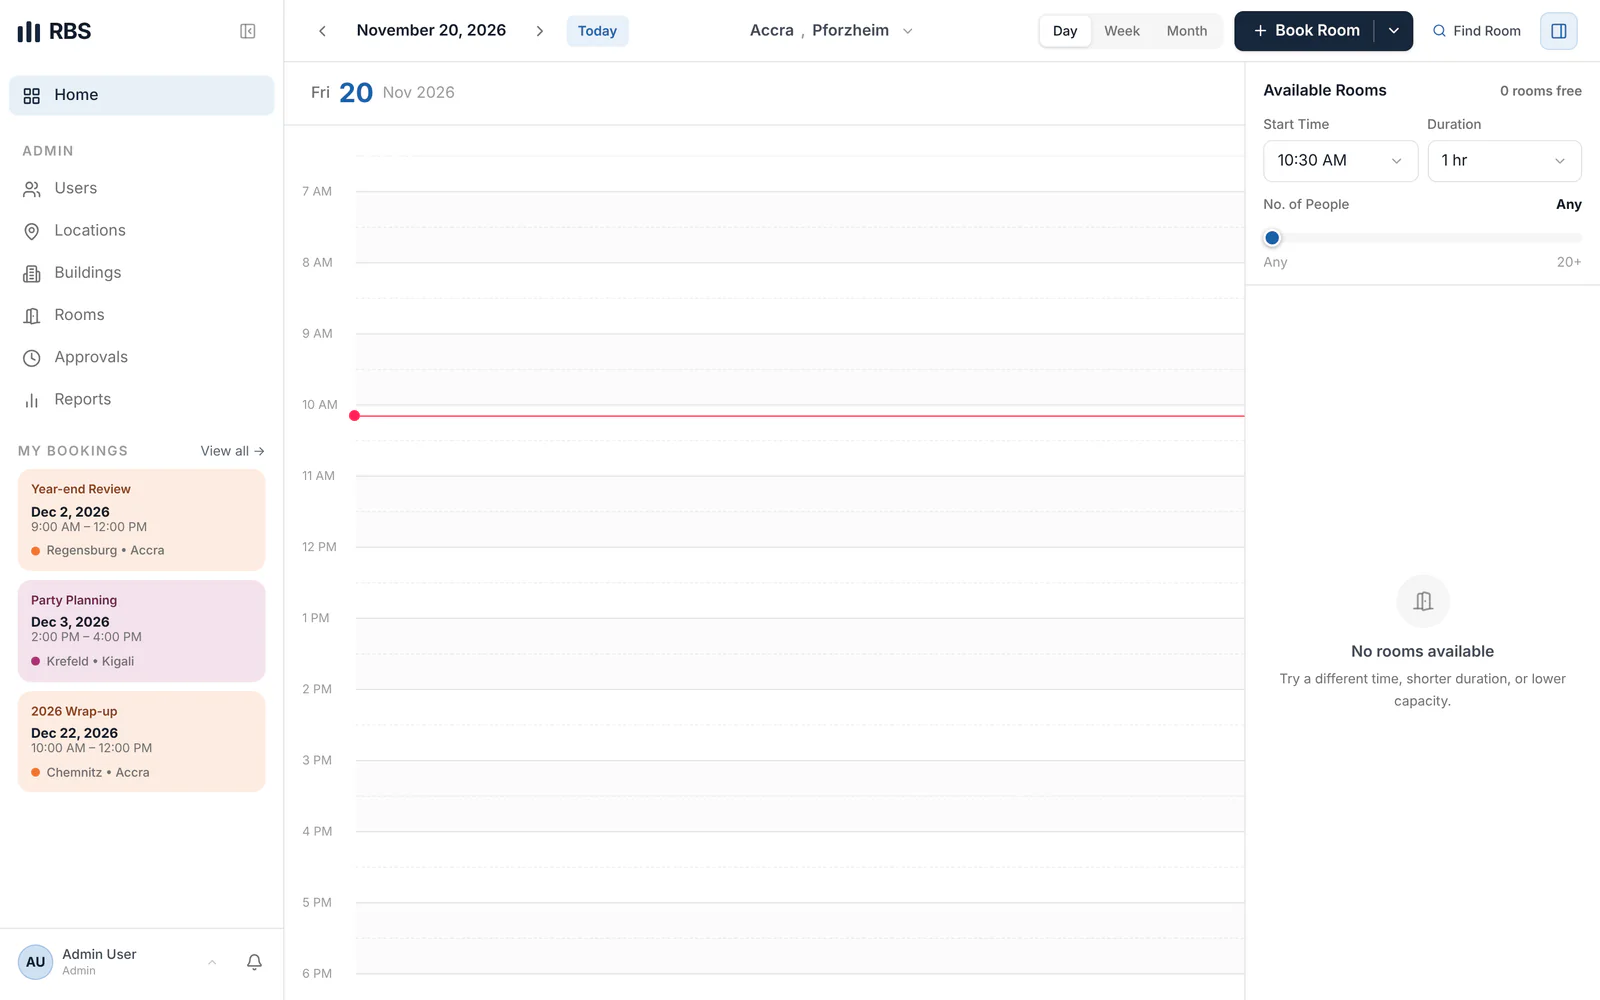 RBS
Home
ADMIN
Users
Locations
Buildings
Rooms
Approvals
Reports
MY BOOKINGS View all →
Year-end Review
Dec 2, 2026
9:00 AM – 12:00 PM
Regensburg • Accra
Party Planning
Dec 3, 2026
2:00 PM – 4:00 PM
Krefeld • Kigali
2026 Wrap-up
Dec 22, 2026
10:00 AM – 12:00 PM
Chemnitz • Accra
AU
Admin User
Admin
November 20, 2026 Today Accra , Pforzheim Day Week Month + Book Room Find Room
Fri 20 Nov 2026
7 AM
8 AM
9 AM
10 AM
11 AM
12 PM
1 PM
2 PM
3 PM
4 PM
5 PM
6 PM
Available Rooms 0 rooms free
Start Time Duration
10:30 AM 1 hr
No. of People Any
Any 20+
No rooms available
Try a different time, shorter duration, or lower
capacity.